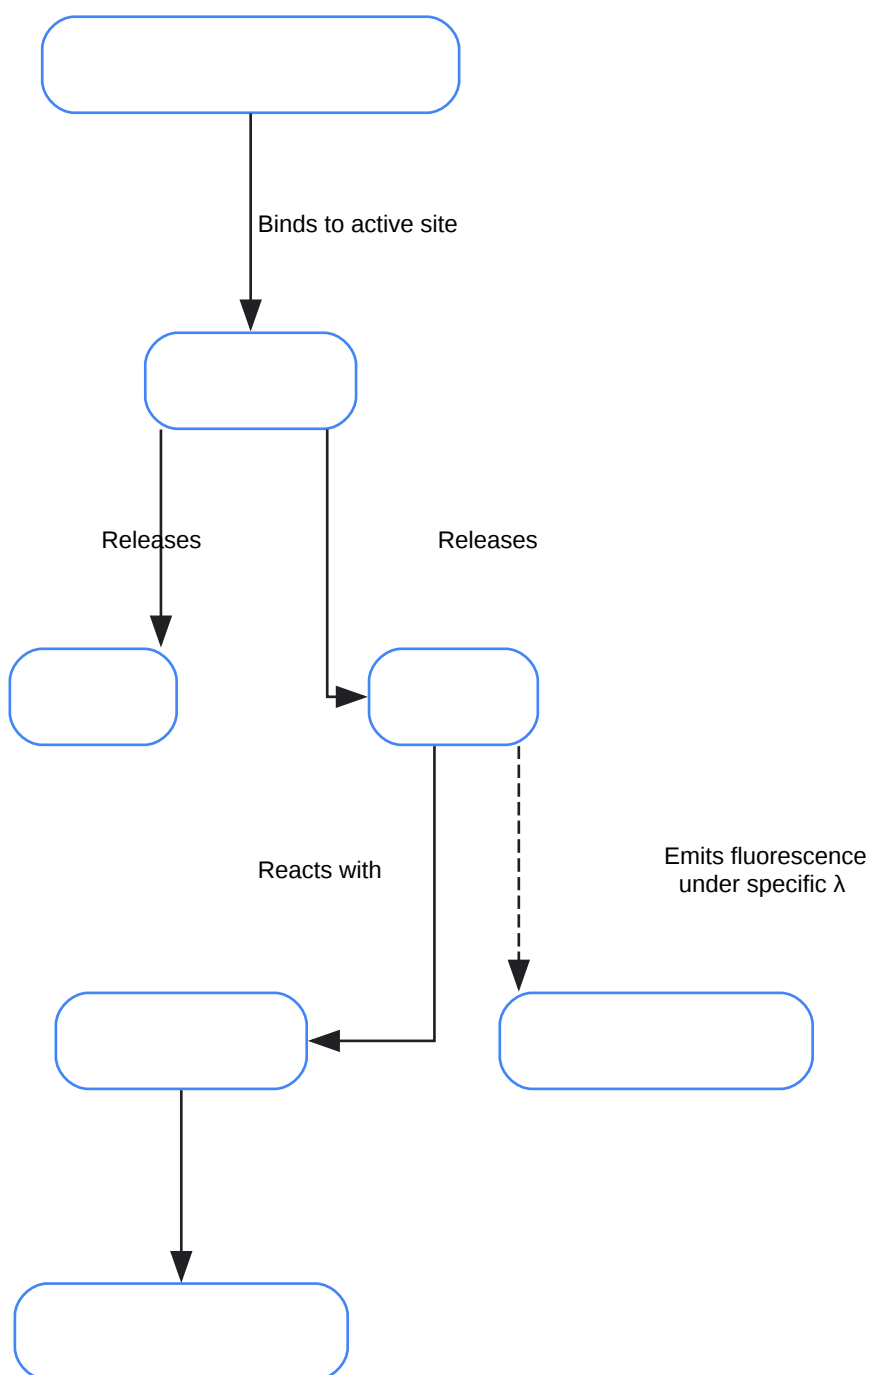 Binds to active site
Releases
Releases
Reacts with
Emits fluorescence
under specific λ